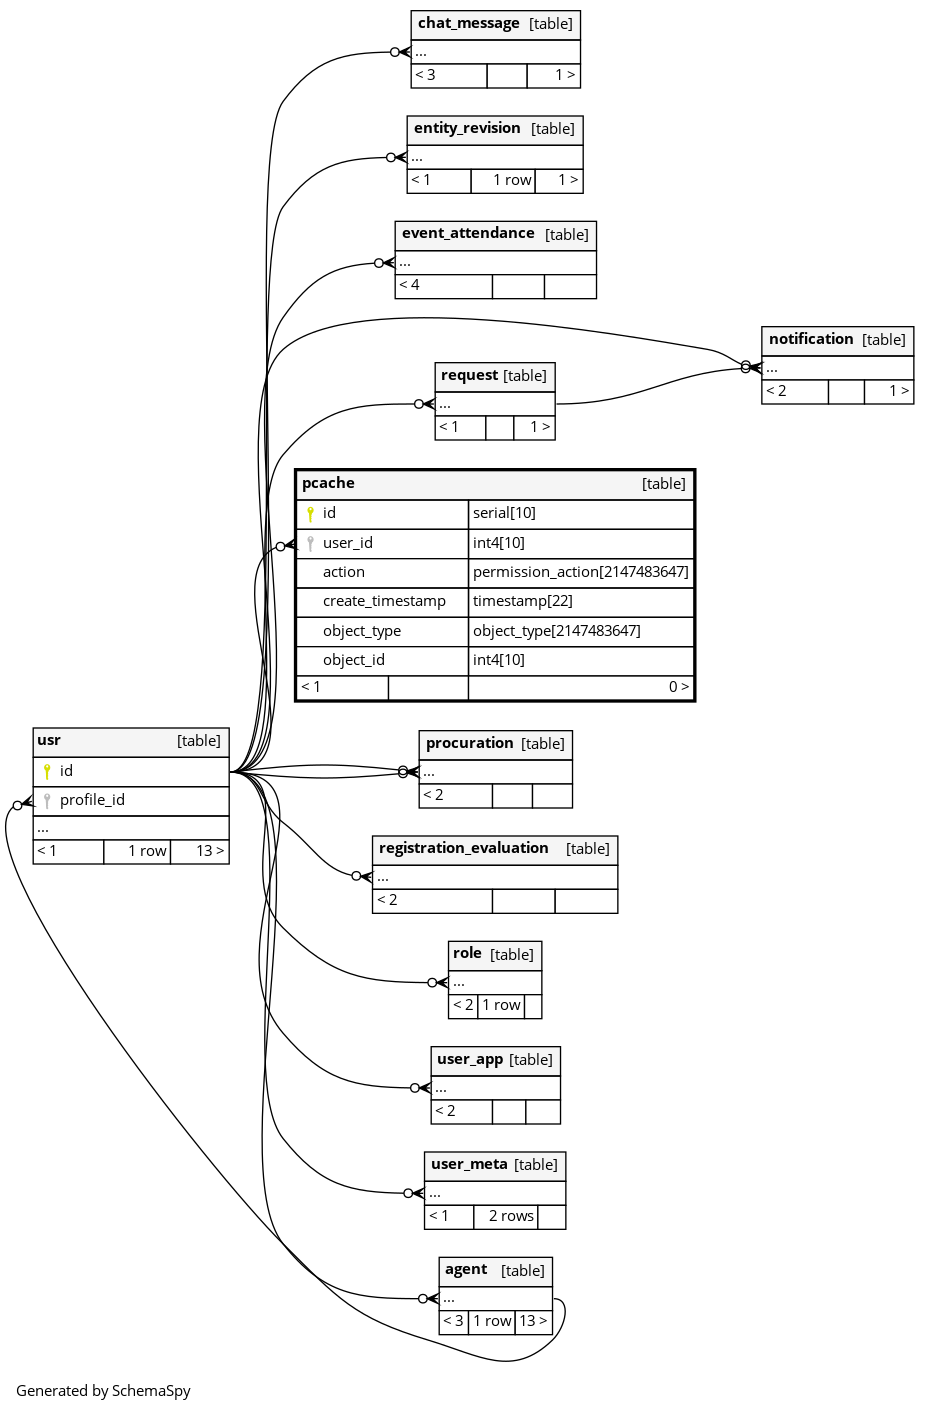 chat_message [table]
...
< 3 1 >
entity_revision [table]
...
< 1 1 row 1 >
event_attendance [table]
...
< 4
notification [table]
...
< 2 1 >
request [table]
...
< 1 1 >
pcache [table]
id serial[10]
user_id int4[10]
action permission_action[2147483647]
create_timestamp timestamp[22]
object_type object_type[2147483647]
object_id int4[10]
< 1 0 >
usr [table]
id
profile_id
...
< 1 1 row 13 >
procuration [table]
...
< 2
registration_evaluation [table]
...
< 2
role [table]
...
< 2 1 row
user_app [table]
...
< 2
user_meta [table]
...
< 1 2 rows
agent [table]
...
< 3 1 row 13 >
Generated by SchemaSpy